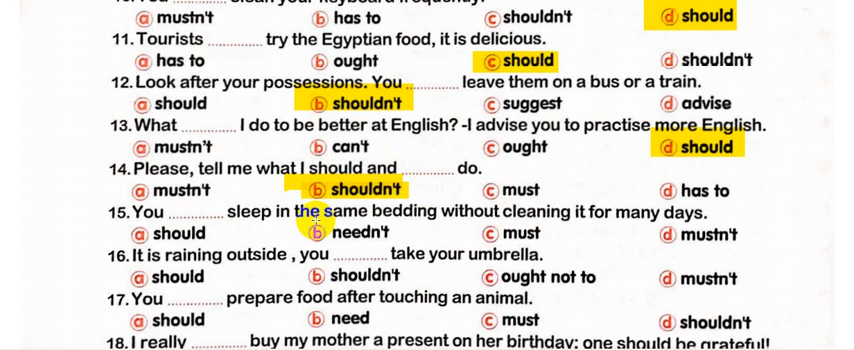 clean your keyboard frequently.
ⓐ mustn't ⓑ has to ⓒ shouldn't ⓓ should
11. Tourists ............ try the Egyptian food, it is delicious.
ⓐ has to ⓑ ought ⓒ should ⓓ shouldn't
12. Look after your possessions. You ............ leave them on a bus or a train.
ⓐ should ⓑ shouldn't ⓒ suggest ⓓ advise
13. What ............ I do to be better at English? -I advise you to practise more English.
ⓐ mustn't ⓑ can't ⓒ ought ⓓ should
14. Please, tell me what I should and ............ do.
ⓐ mustn't ⓑ shouldn't ⓒ must ⓓ has to
15. You ............ sleep in the same bedding without cleaning it for many days.
ⓐ should ⓑ needn't ⓒ must ⓓ mustn't
16. It is raining outside , you ............ take your umbrella.
ⓐ should ⓑ shouldn't ⓒ ought not to ⓓ mustn't
17. You ............ prepare food after touching an animal.
ⓐ should ⓑ need ⓒ must ⓓ shouldn't
18. I really ............ buy my mother a present on her birthday; one should be grateful!